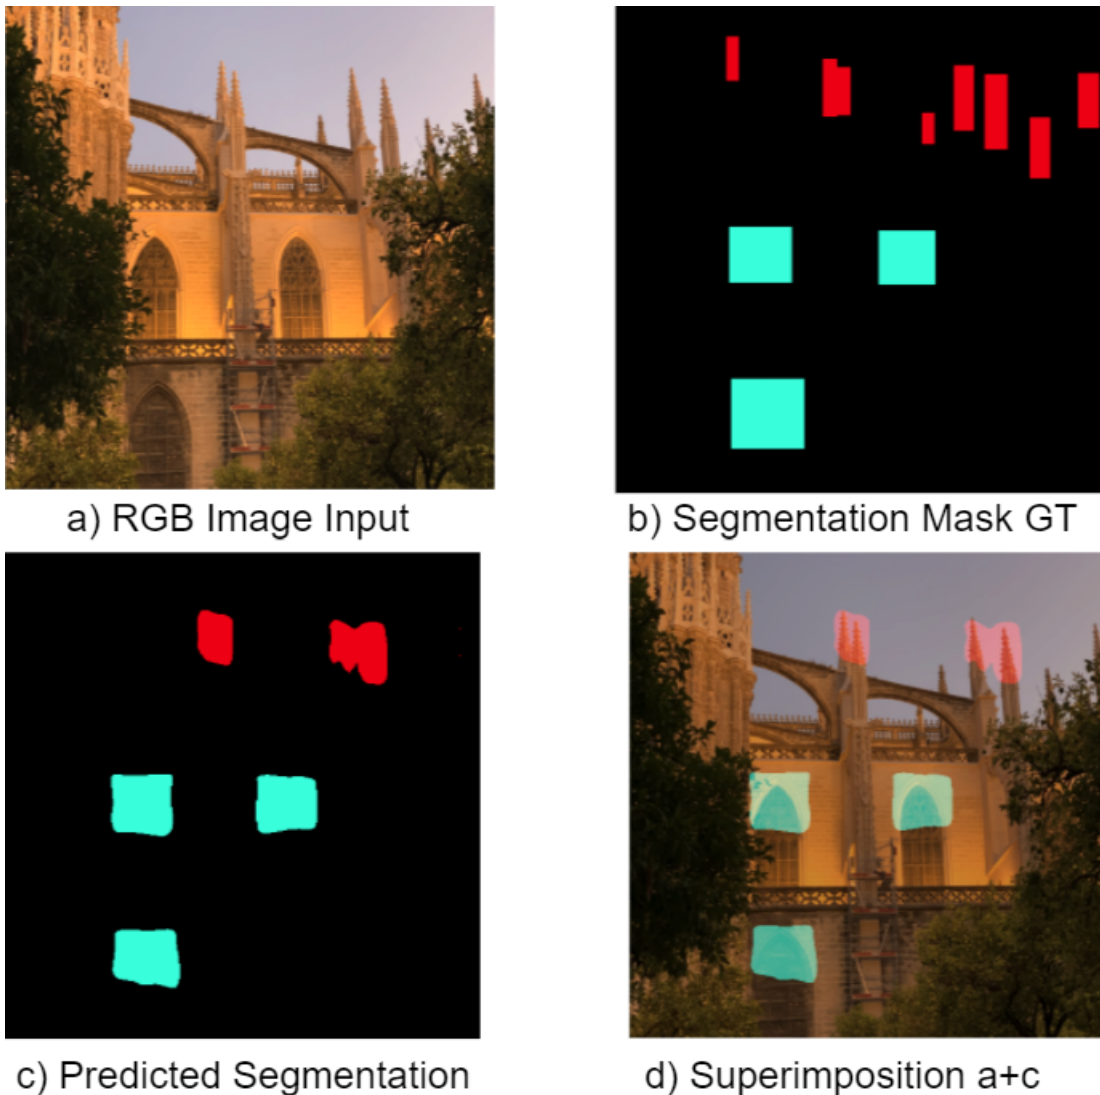 a) RGB Image Input
b) Segmentation Mask GT
c) Predicted Segmentation
d) Superimposition a+c